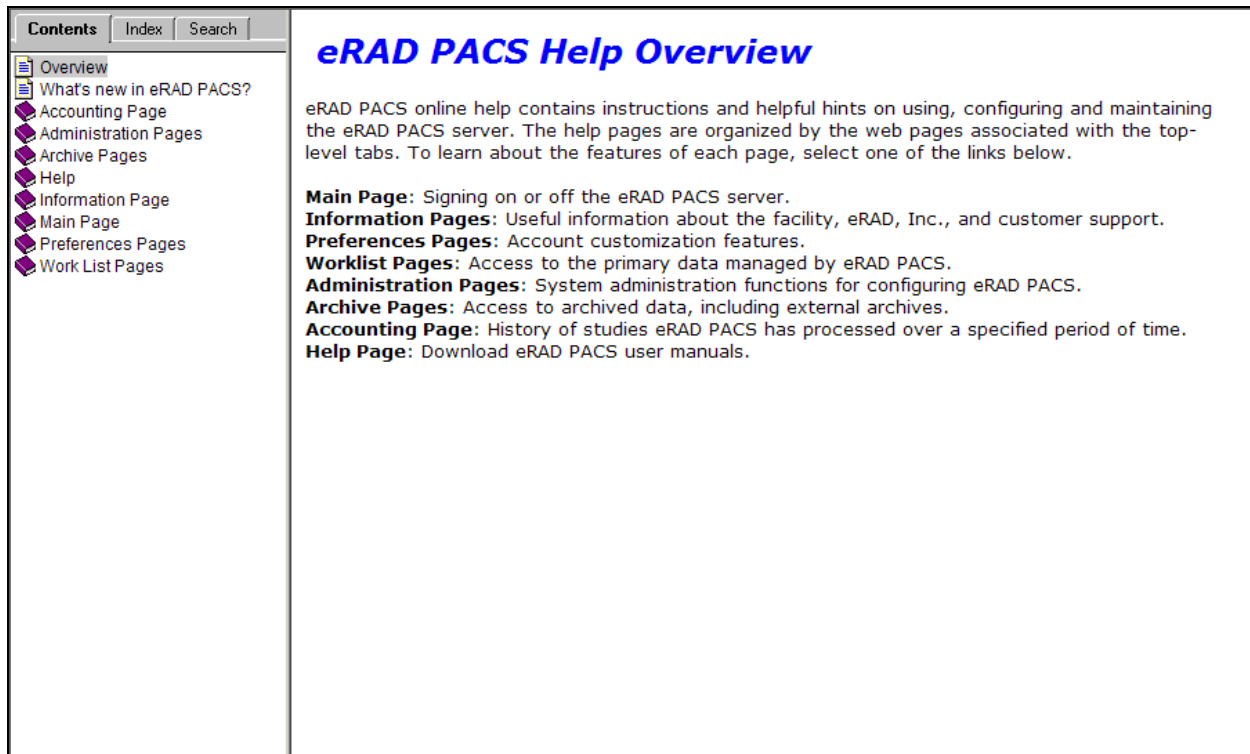 Contents Index Search
Overview
What's new in eRAD PACS?
Accounting Page
Administration Pages
Archive Pages
Help
Information Page
Main Page
Preferences Pages
Work List Pages
eRAD PACS Help Overview
eRAD PACS online help contains instructions and helpful hints on using, configuring and maintaining
the eRAD PACS server. The help pages are organized by the web pages associated with the top-
level tabs. To learn about the features of each page, select one of the links below.
Main Page: Signing on or off the eRAD PACS server.
Information Pages: Useful information about the facility, eRAD, Inc., and customer support.
Preferences Pages: Account customization features.
Worklist Pages: Access to the primary data managed by eRAD PACS.
Administration Pages: System administration functions for configuring eRAD PACS.
Archive Pages: Access to archived data, including external archives.
Accounting Page: History of studies eRAD PACS has processed over a specified period of time.
Help Page: Download eRAD PACS user manuals.